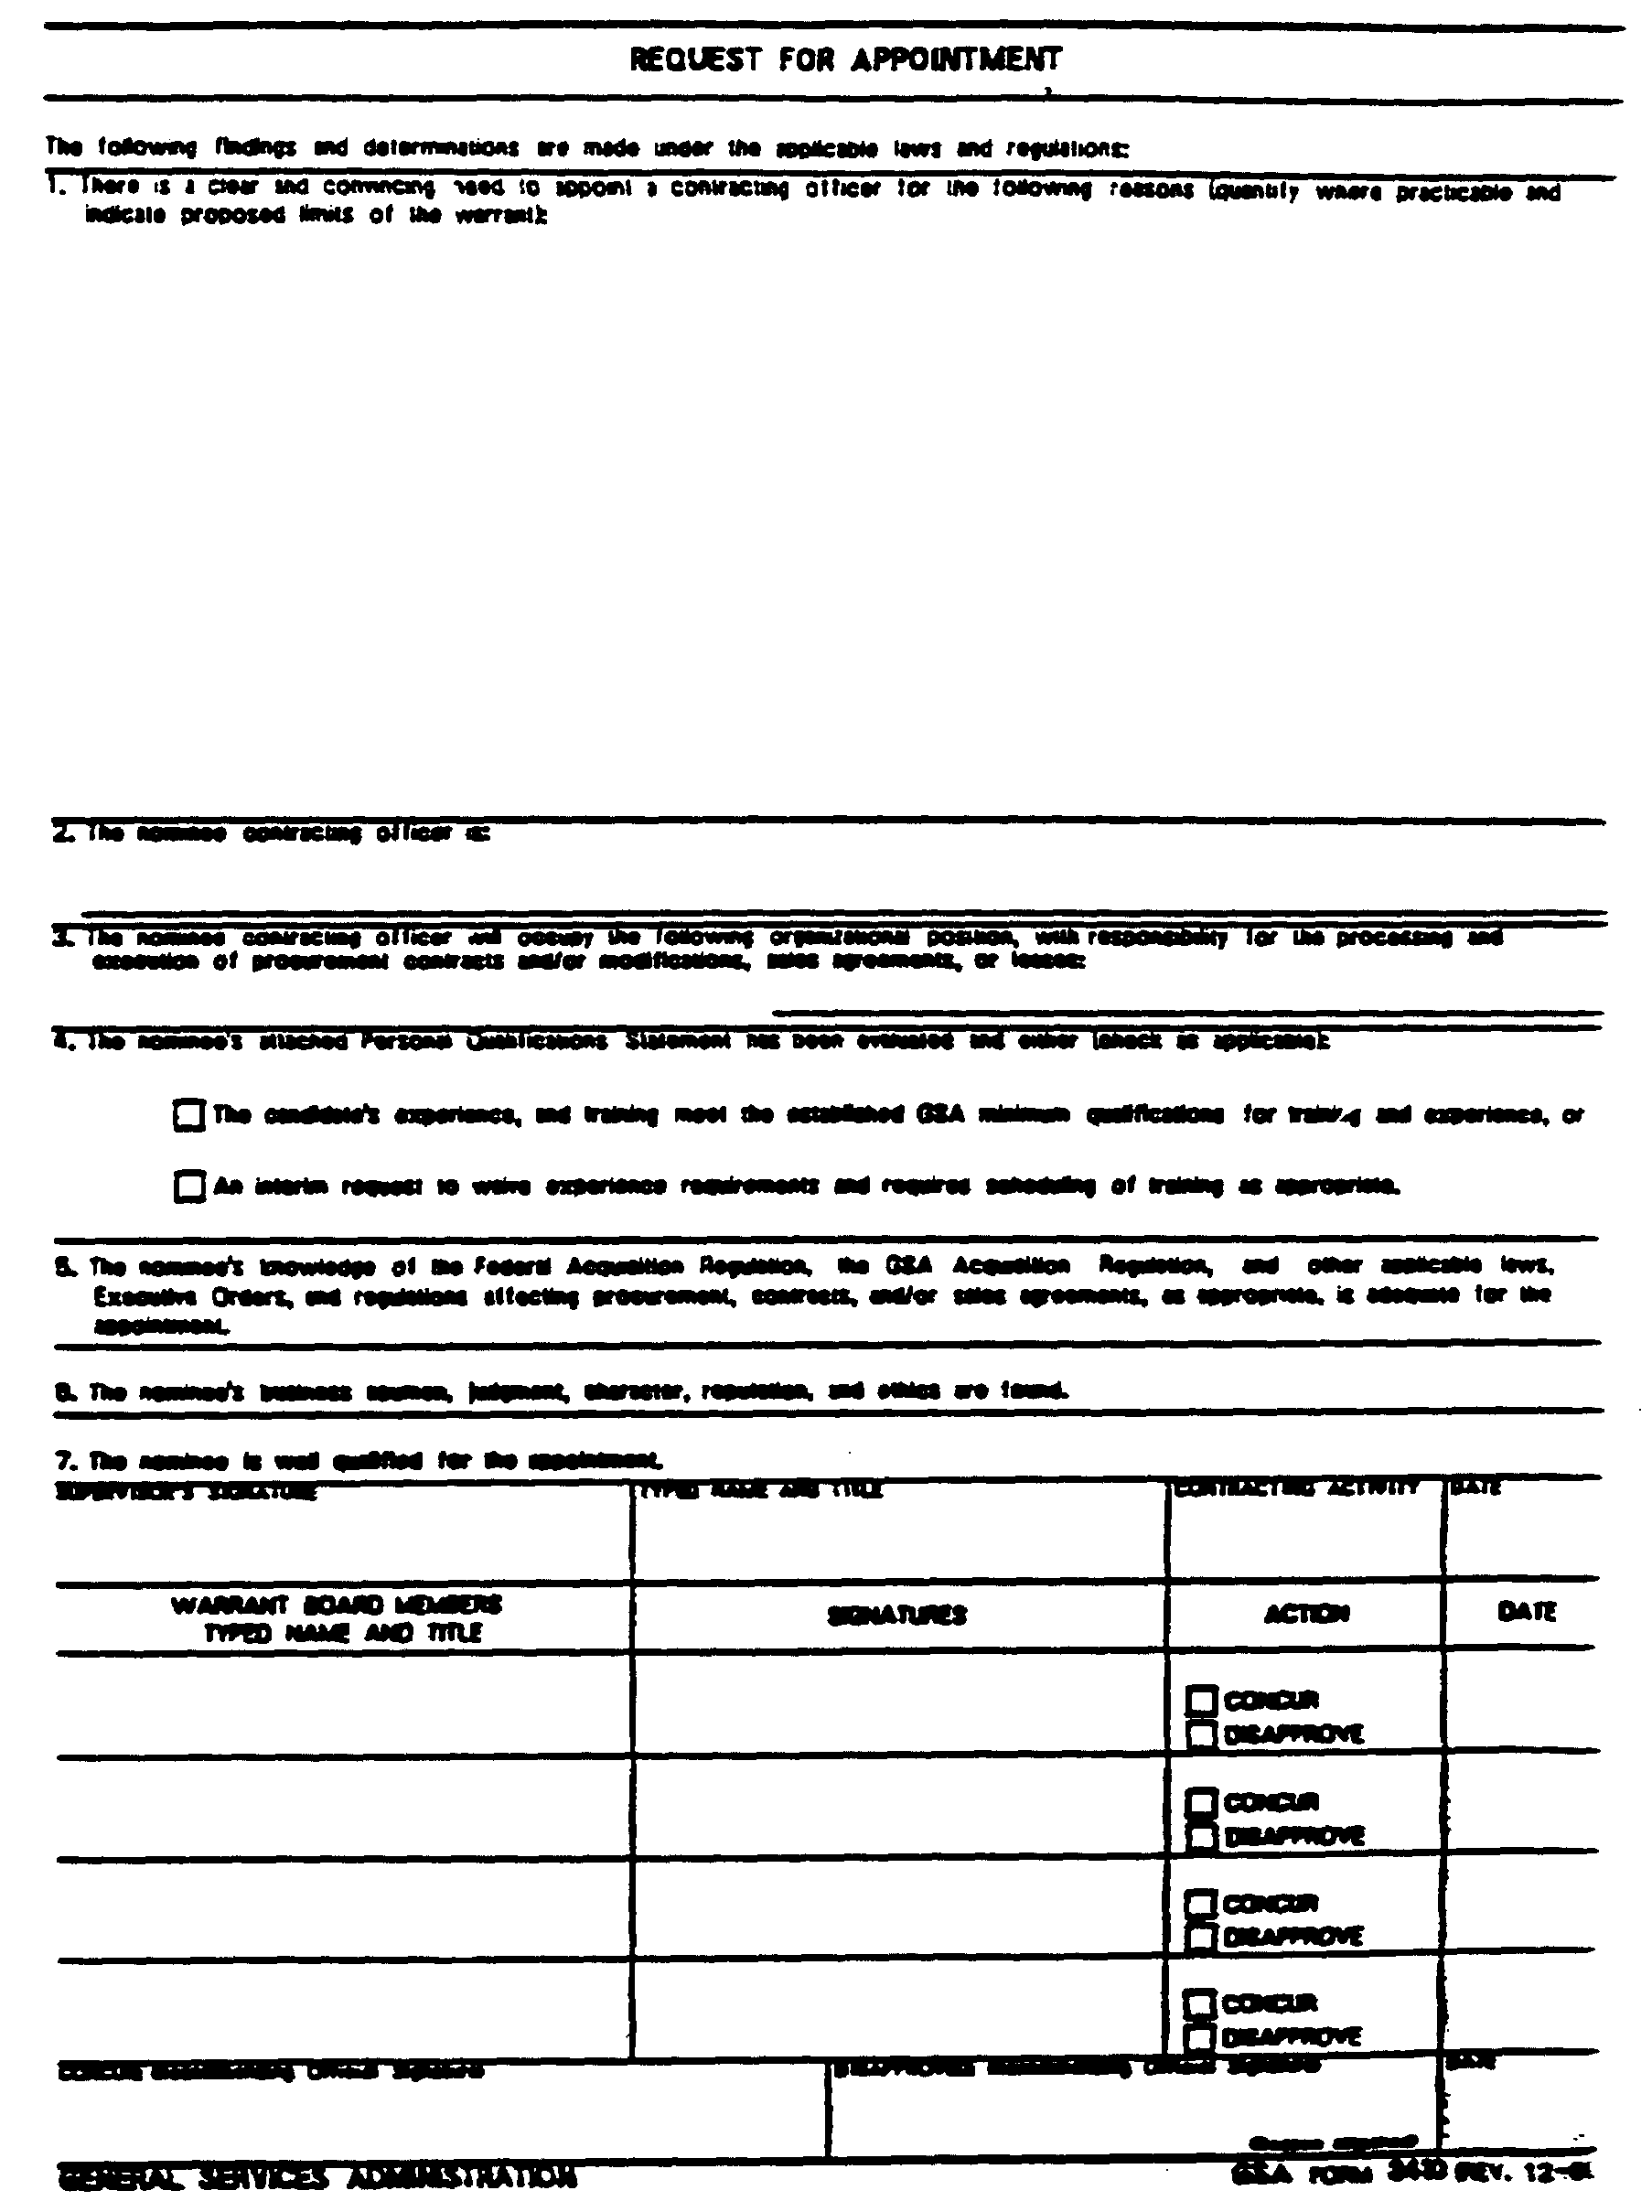 REQUEST FOR APPOINTMENT
The following findings and determinations are made under the applicable laws and regulations:
1. There is a clear and convincing need to appoint a contracting officer for the following reasons (quantify where practicable and
indicate proposed limits of the warrant):
2. The nominee contracting officer is:
3. The nominee contracting officer will occupy the following organizational position, with responsibility for the processing and
execution of procurement contracts and/or modifications, sales agreements, or leases:
4. The nominee's attached Personal Qualifications Statement has been evaluated and either (check as applicable):
The candidate's experience, and training meet the established GSA minimum qualifications for training and experience, or
An interim request to waive experience requirements and required scheduling of training as appropriate.
5. The nominee's knowledge of the Federal Acquisition Regulation, the GSA Acquisition Regulation, and other applicable laws,
Executive Orders, and regulations affecting procurement, contracts, and/or sales agreements, as appropriate, is adequate for the
appointment.
6. The nominee's business acumen, judgment, character, reputation, and ethics are found.
7. The nominee is well qualified for the appointment.
SUPERVISOR'S SIGNATURE TYPED NAME AND TITLE CONTRACTING ACTIVITY DATE
WARRANT BOARD MEMBERS
TYPED NAME AND TITLE SIGNATURES ACTION DATE
CONCUR
DISAPPROVE
CONCUR
DISAPPROVE
CONCUR
DISAPPROVE
CONCUR
DISAPPROVE
CONCUR Official Signature DISAPPROVED Official Signature DATE
GENERAL SERVICES ADMINISTRATION GSA FORM (REV. 12-